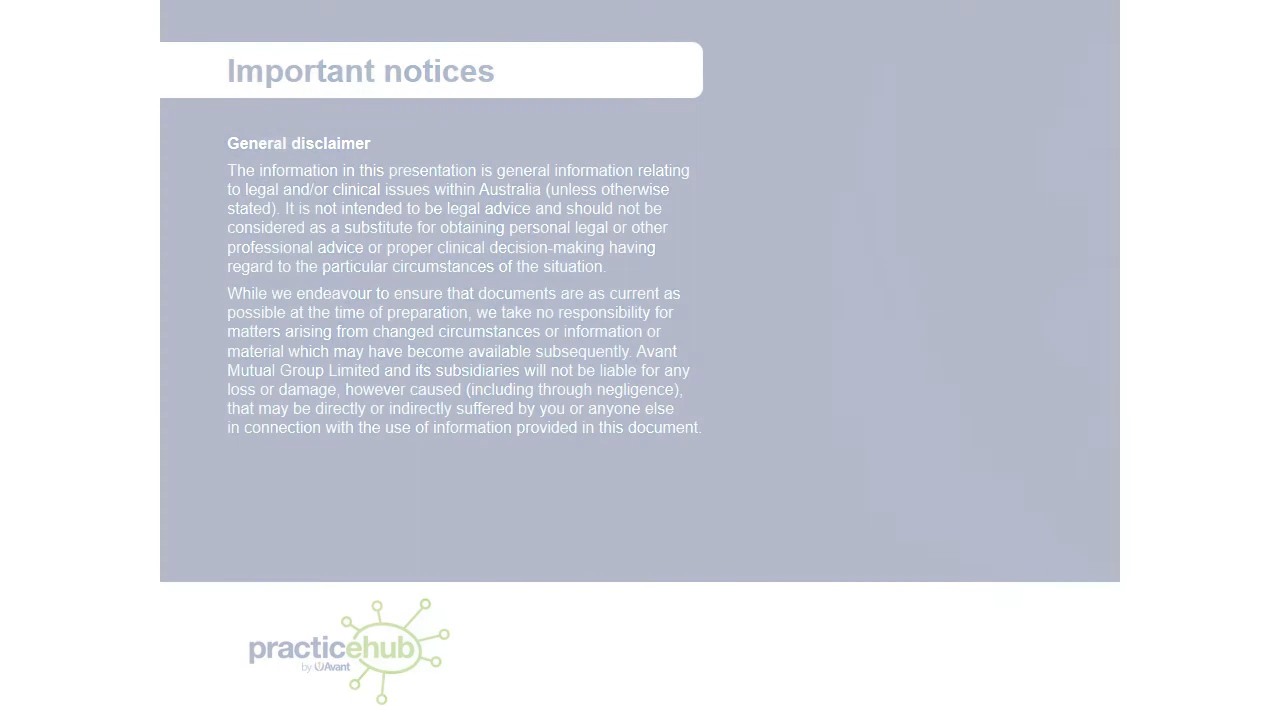 Important notices
General disclaimer
The information in this presentation is general information relating
to legal and/or clinical issues within Australia (unless otherwise
stated). It is not intended to be legal advice and should not be
considered as a substitute for obtaining personal legal or other
professional advice or proper clinical decision-making having
regard to the particular circumstances of the situation.
While we endeavour to ensure that documents are as current as
possible at the time of preparation, we take no responsibility for
matters arising from changed circumstances or information or
material which may have become available subsequently. Avant
Mutual Group Limited and its subsidiaries will not be liable for any
loss or damage, however caused (including through negligence),
that may be directly or indirectly suffered by you or anyone else
in connection with the use of information provided in this document.
practicehub
by Avant